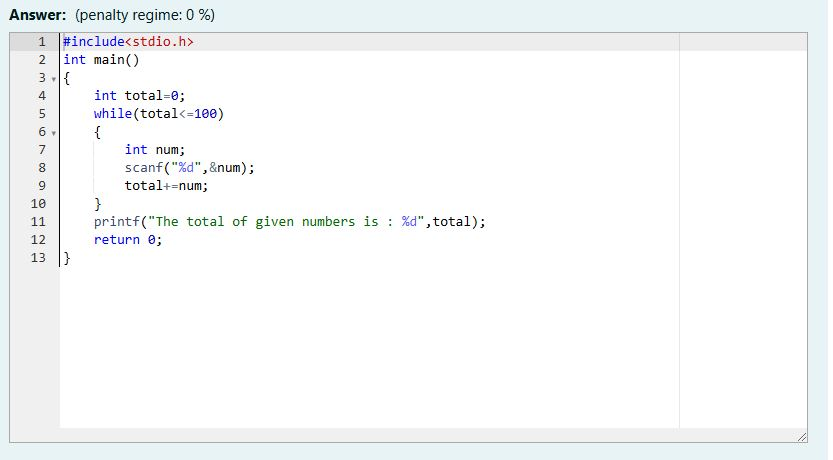 Answer: (penalty regime: 0 %)
1 #include<stdio.h>
2 int main()
3 {
4     int total=0;
5     while(total<=100)
6     {
7         int num;
8         scanf("%d",&num);
9         total+=num;
10     }
11     printf("The total of given numbers is : %d",total);
12     return 0;
13 }